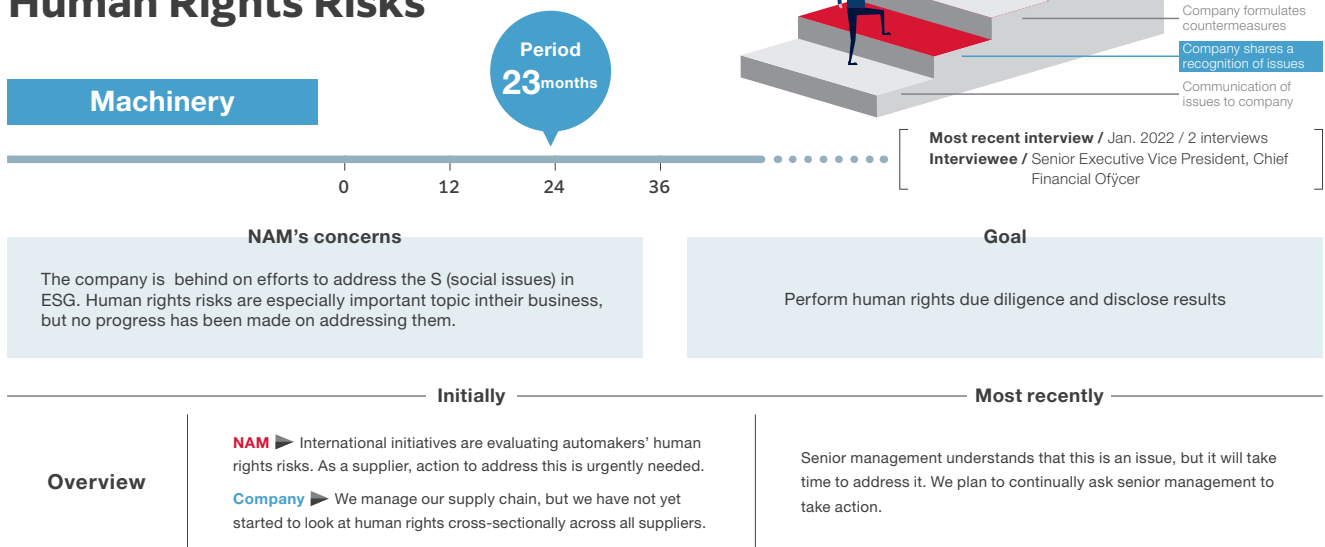 Human Rights Risks
Period
23 months
Machinery
Company formulates
countermeasures
Company shares a
recognition of issues
Communication of
issues to company
0 12 24 36
Most recent interview / Jan. 2022 / 2 interviews
Interviewee / Senior Executive Vice President, Chief
Financial Ofÿcer
NAM’s concerns
The company is  behind on efforts to address the S (social issues) in
ESG. Human rights risks are especially important topic intheir business,
but no progress has been made on addressing them.
Goal
Perform human rights due diligence and disclose results
Initially
Most recently
Overview
NAM International initiatives are evaluating automakers’ human
rights risks. As a supplier, action to address this is urgently needed.
Company We manage our supply chain, but we have not yet
started to look at human rights cross-sectionally across all suppliers.
Senior management understands that this is an issue, but it will take
time to address it. We plan to continually ask senior management to
take action.